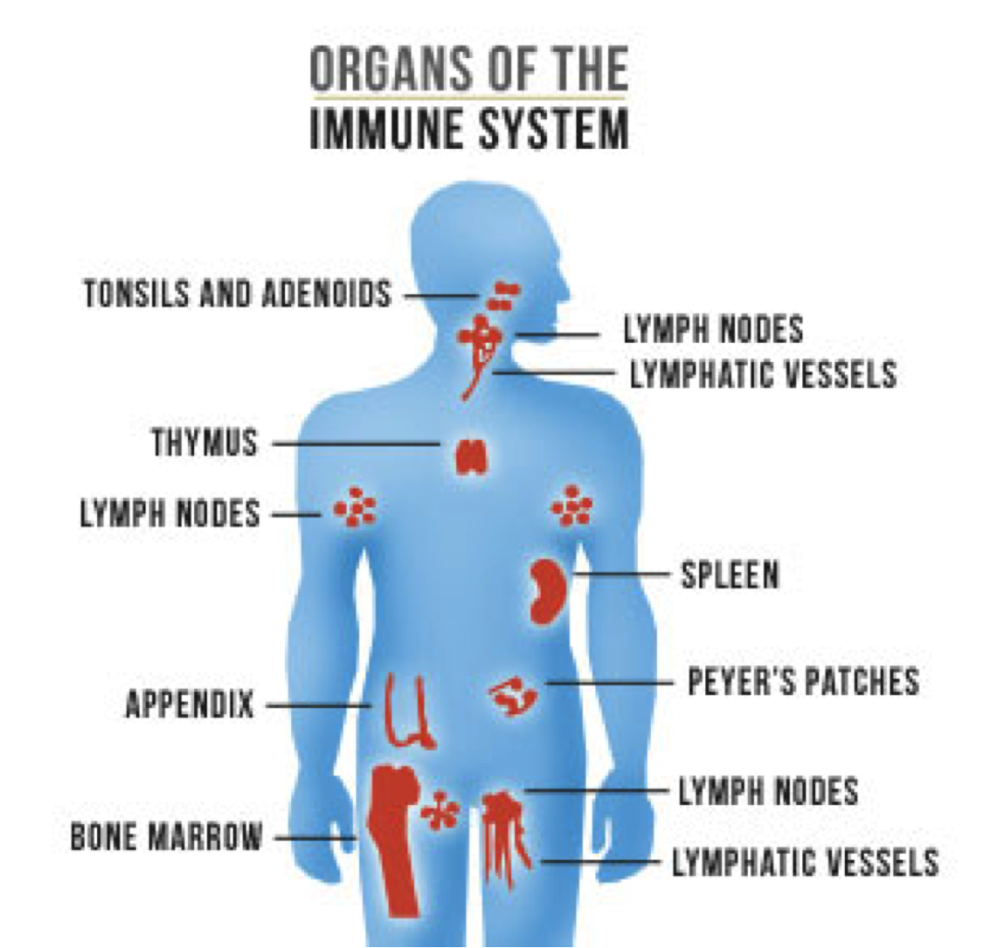 ORGANS OF THE
IMMUNE SYSTEM
TONSILS AND ADENOIDS
LYMPH NODES
LYMPHATIC VESSELS
THYMUS
LYMPH NODES
SPLEEN
PEYER'S PATCHES
APPENDIX
LYMPH NODES
BONE MARROW
LYMPHATIC VESSELS